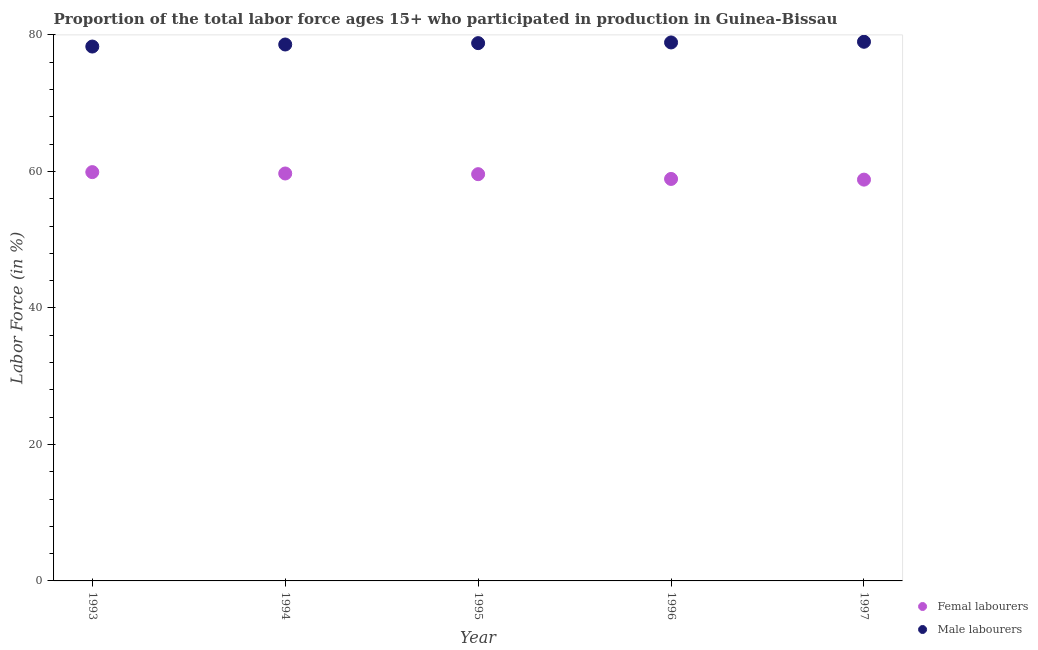 Proportion of the total labor force ages 15+ who participated in production in Guinea-Bissau
Labor Force (in %)
80
60
40
20
0
1993
1994
1995
1996
1997
Year
Femal labourers
Male labourers